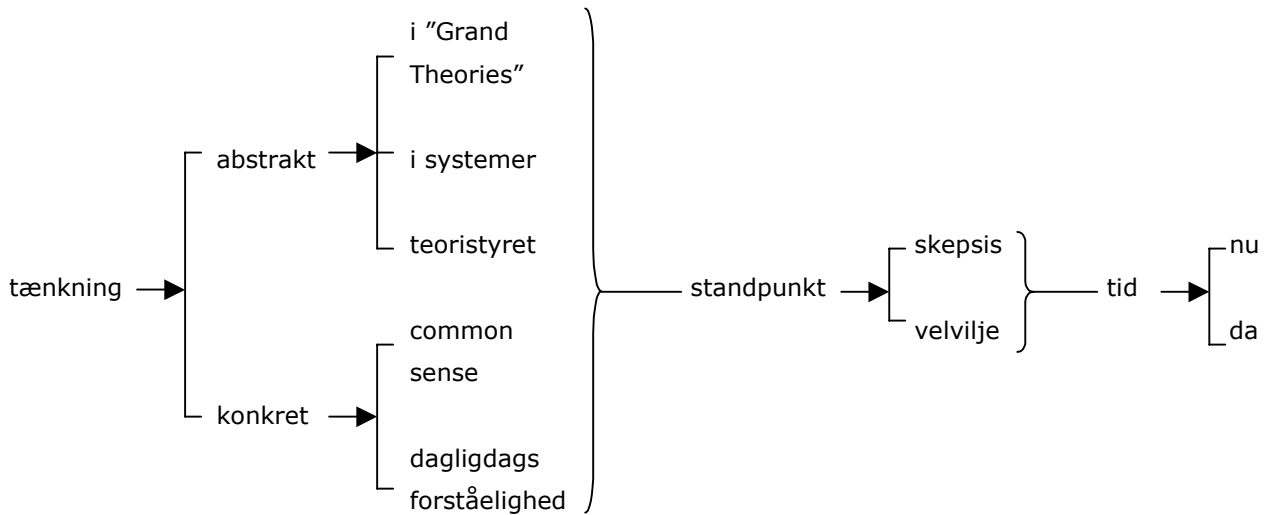 i ”Grand
Theories”
abstrakt
i systemer
teoristyret
tænkning
konkret
common
sense
dagligdags
forståelighed
standpunkt
skepsis
velvilje
tid
nu
da